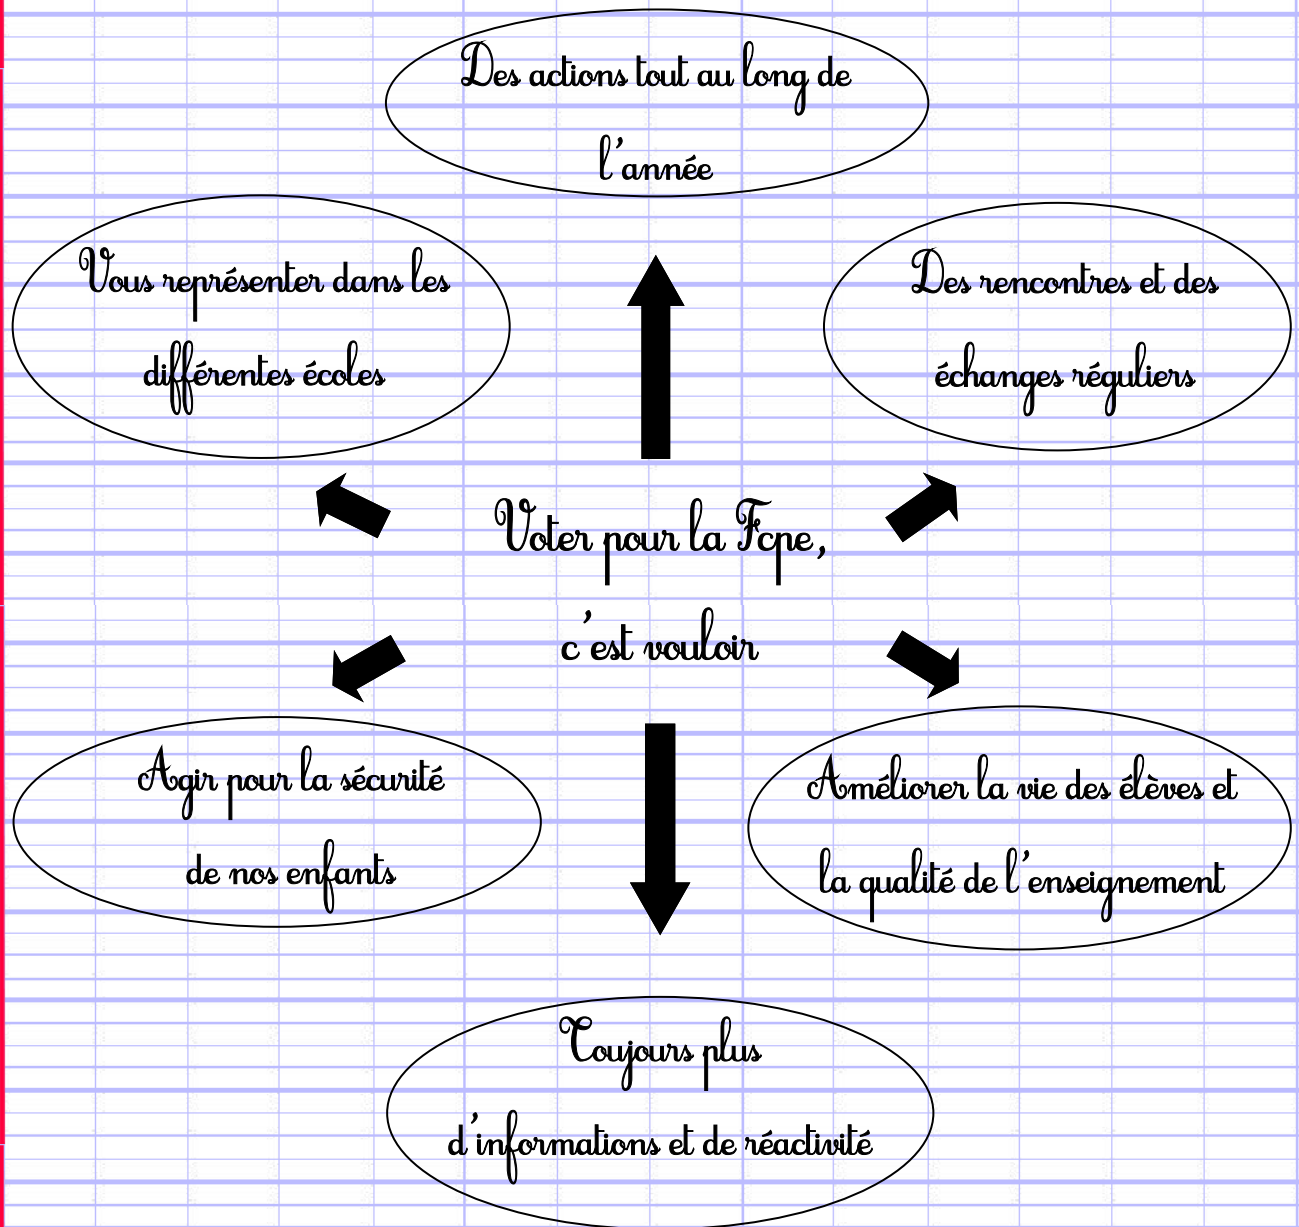 Des actions tout au long de
l'année
Vous représenter dans les
différentes écoles
Des rencontres et des
échanges réguliers
Voter pour la Fcpe,
c'est vouloir
Agir pour la sécurité
de nos enfants
Améliorer la vie des élèves et
la qualité de l'enseignement
Toujours plus
d'informations et de réactivité